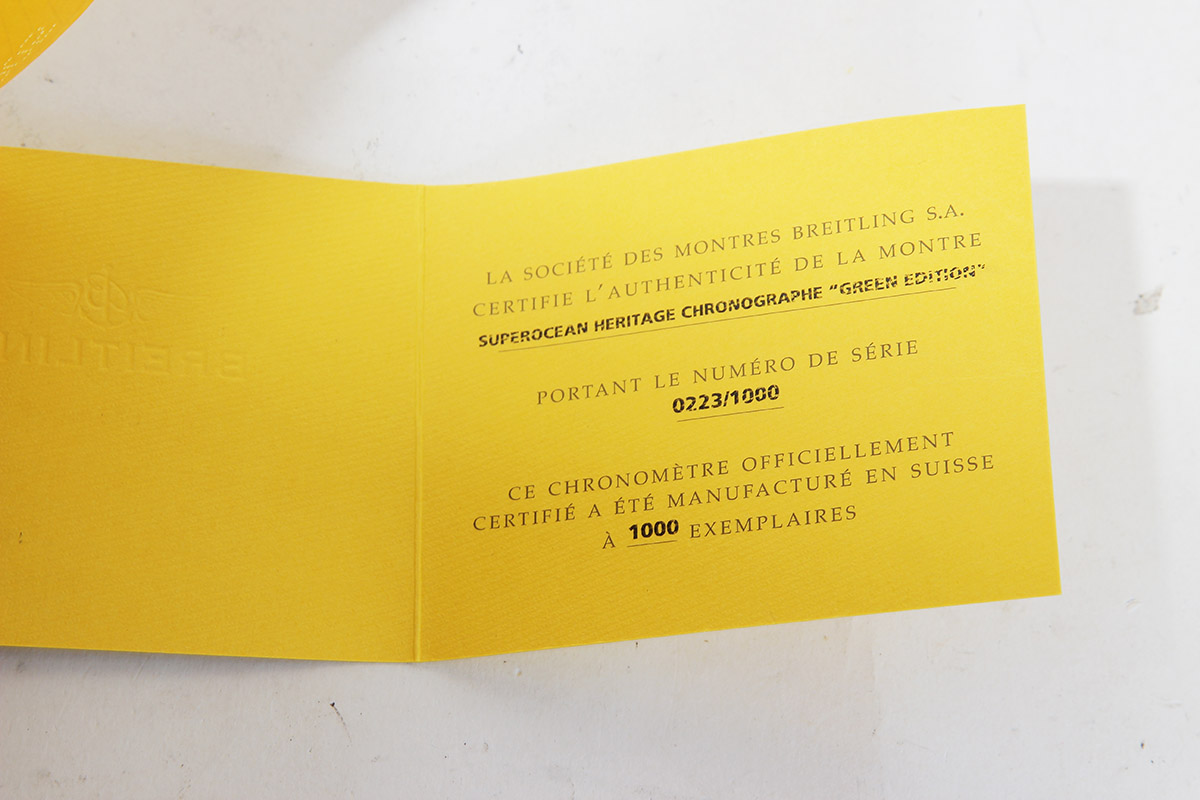 LA SOCIÉTÉ DES MONTRES BREITLING S.A.
CERTIFIE L'AUTHENTICITÉ DE LA MONTRE
SUPEROCEAN HERITAGE CHRONOGRAPHE "GREEN EDITION"
PORTANT LE NUMÉRO DE SÉRIE
0223/1000
CE CHRONOMÈTRE OFFICIELLEMENT
CERTIFIÉ A ÉTÉ MANUFACTURÉ EN SUISSE
À 1000 EXEMPLAIRES